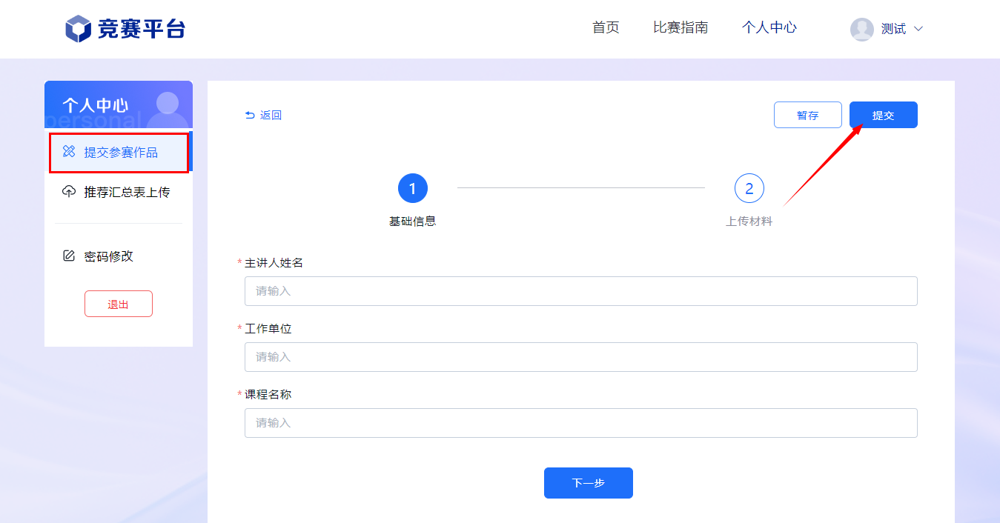 竞赛平台
首页 比赛指南 个人中心 测试
个人中心
personal
提交参赛作品
推荐汇总表上传
密码修改
退出
返回
暂存 提交
1 2
基础信息 上传材料
*主讲人姓名
请输入
*工作单位
请输入
*课程名称
请输入
下一步